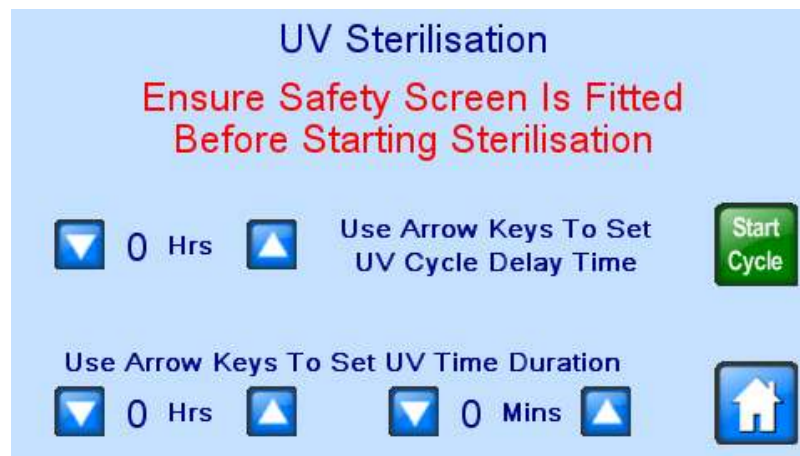 UV Sterilisation
Ensure Safety Screen Is Fitted
Before Starting Sterilisation
0 Hrs
Use Arrow Keys To Set
UV Cycle Delay Time
Start
Cycle
Use Arrow Keys To Set UV Time Duration
0 Hrs
0 Mins